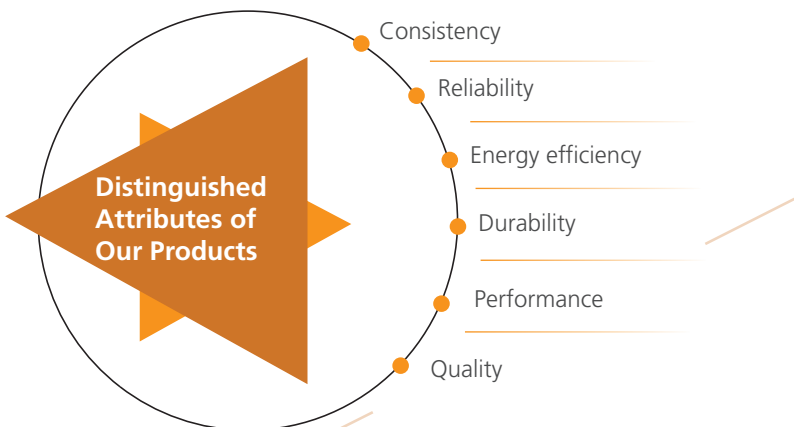 Consistency
Reliability
Energy efficiency
Distinguished
Attributes of
Our Products
Durability
Performance
Quality